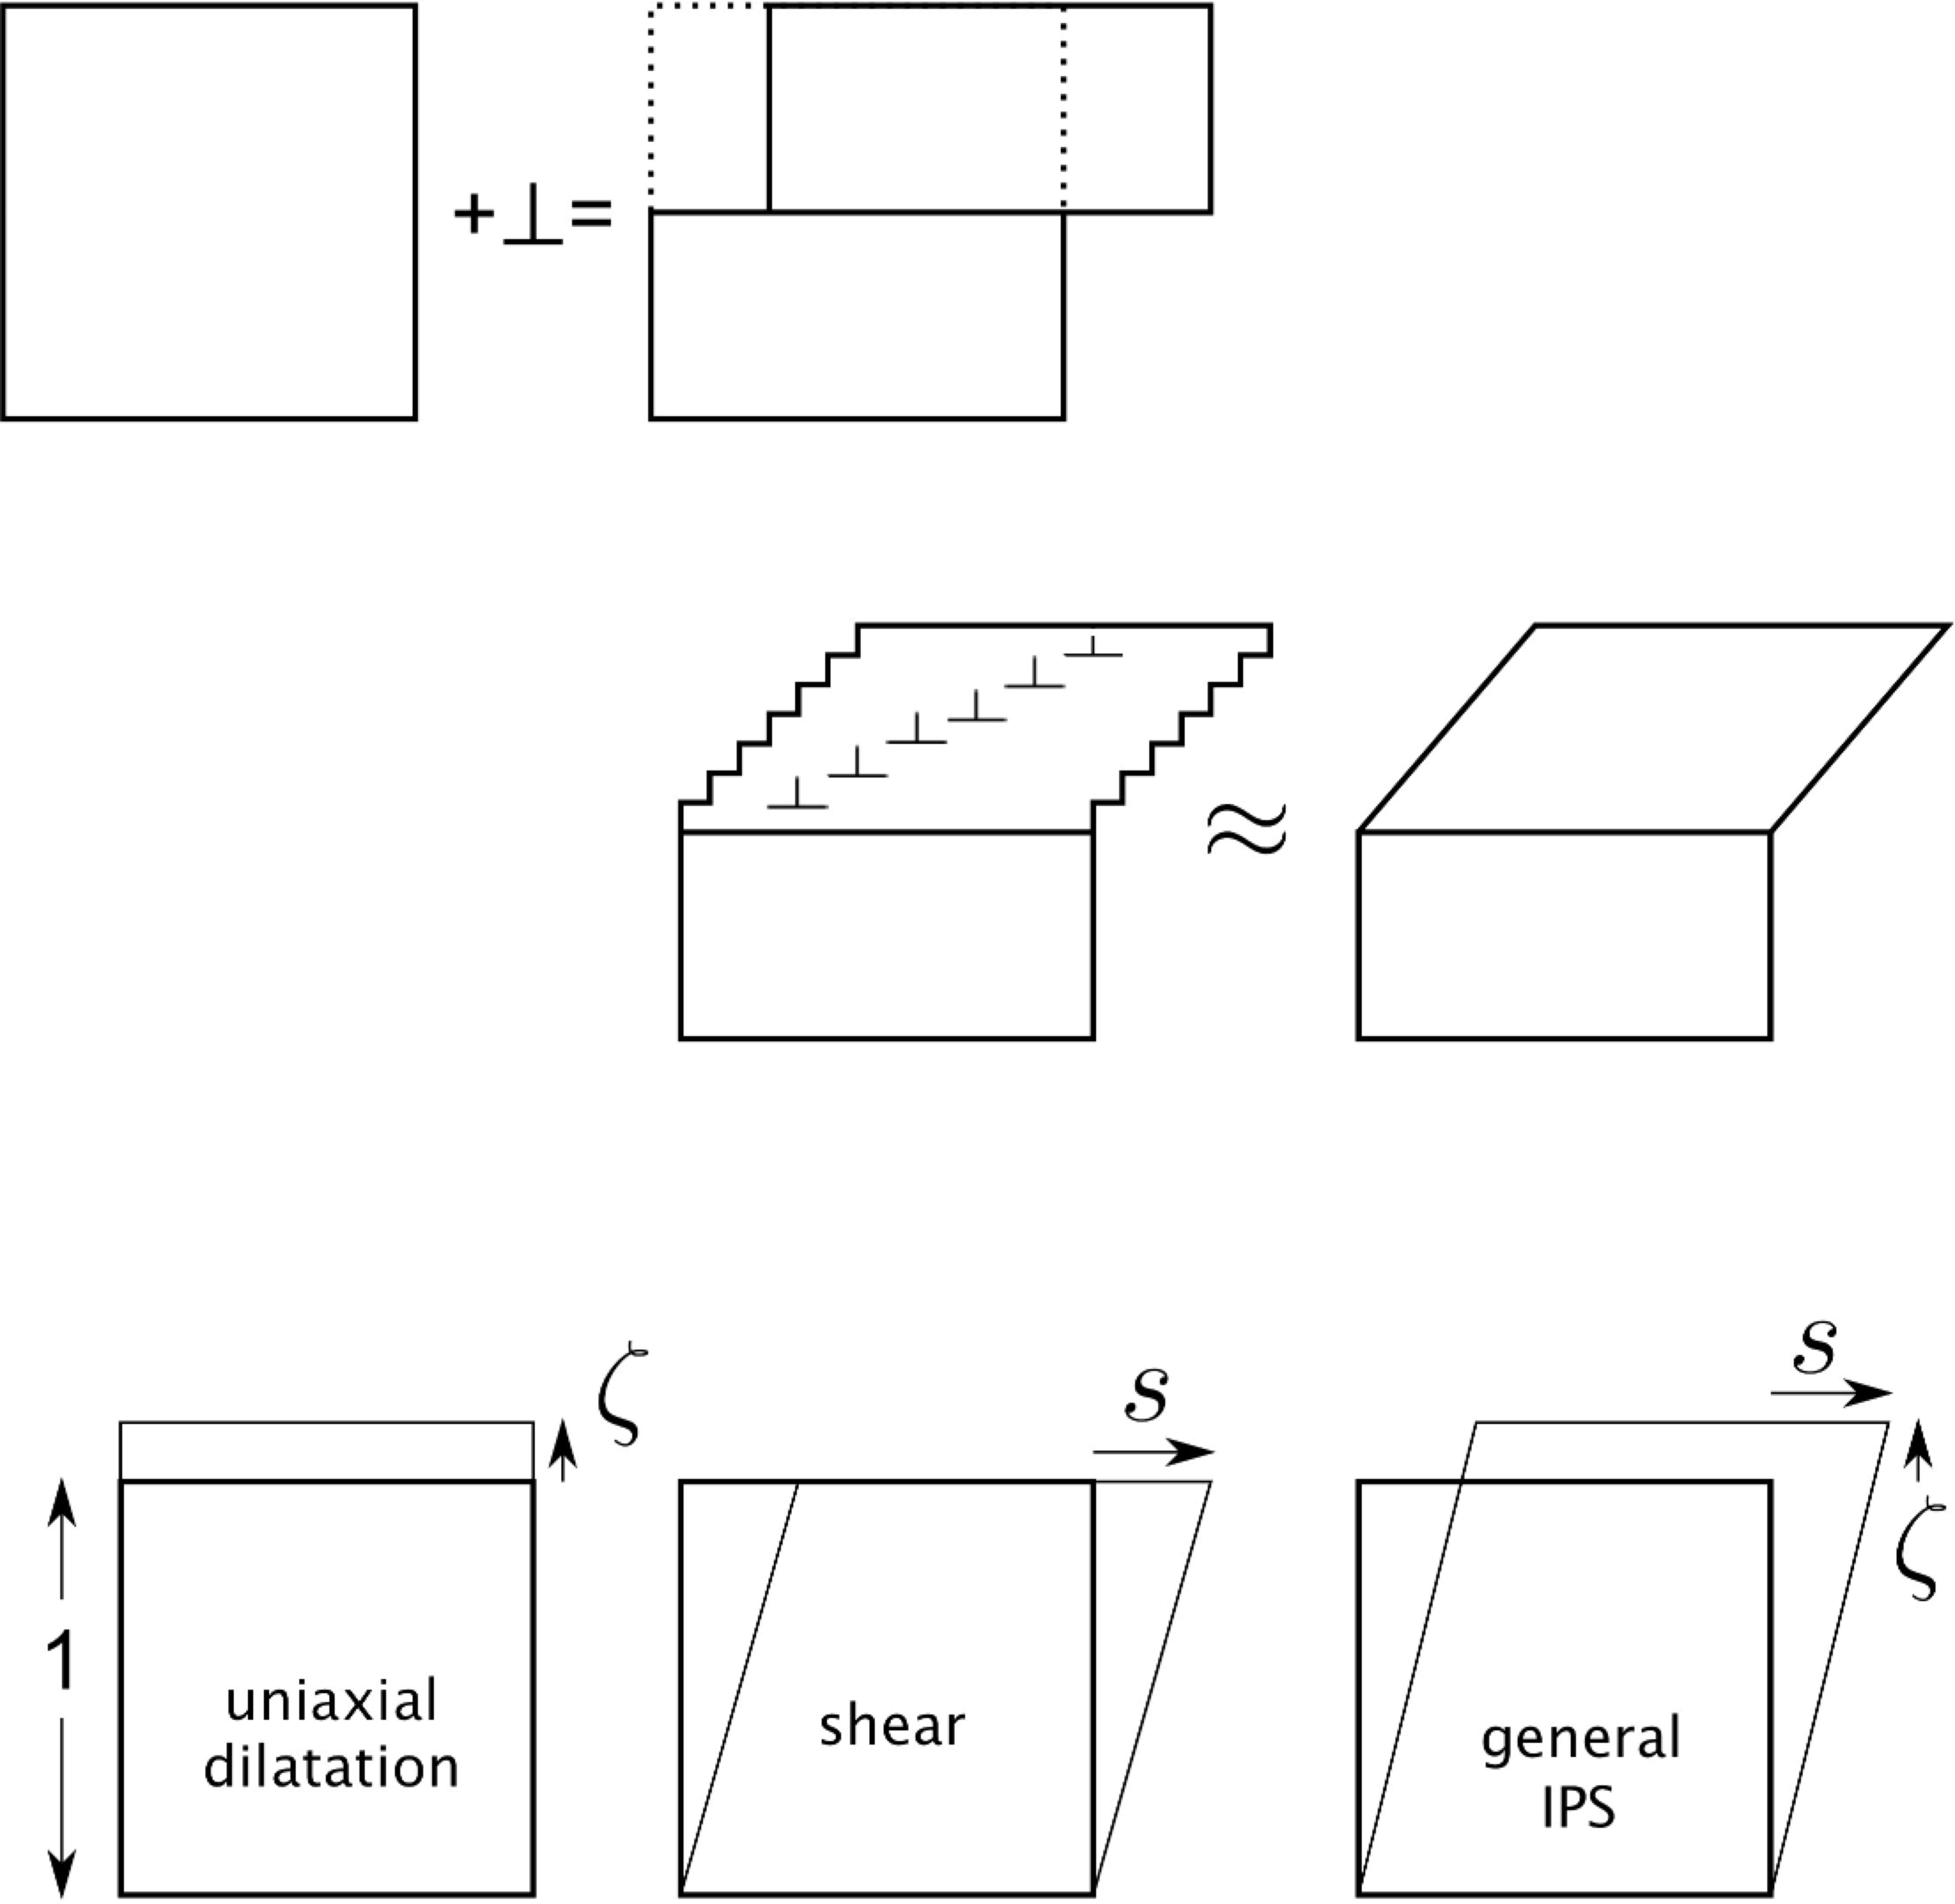 +⊥=
≈
ζ
s
s
ζ
1
uniaxial
dilatation
shear
general
IPS